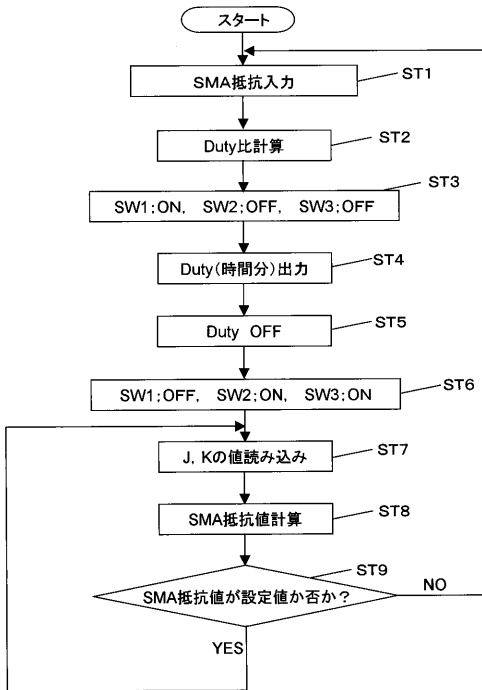 スタート
SMA抵抗入力
ST1
Duty比計算
ST2
ST3
SW1;ON, SW2;OFF, SW3;OFF
Duty(時間分)出力
ST4
Duty OFF
ST5
SW1;OFF, SW2;ON, SW3;ON
ST6
J, Kの値読み込み
ST7
SMA抵抗値計算
ST8
ST9
SMA抵抗値が設定値か否か?
NO
YES